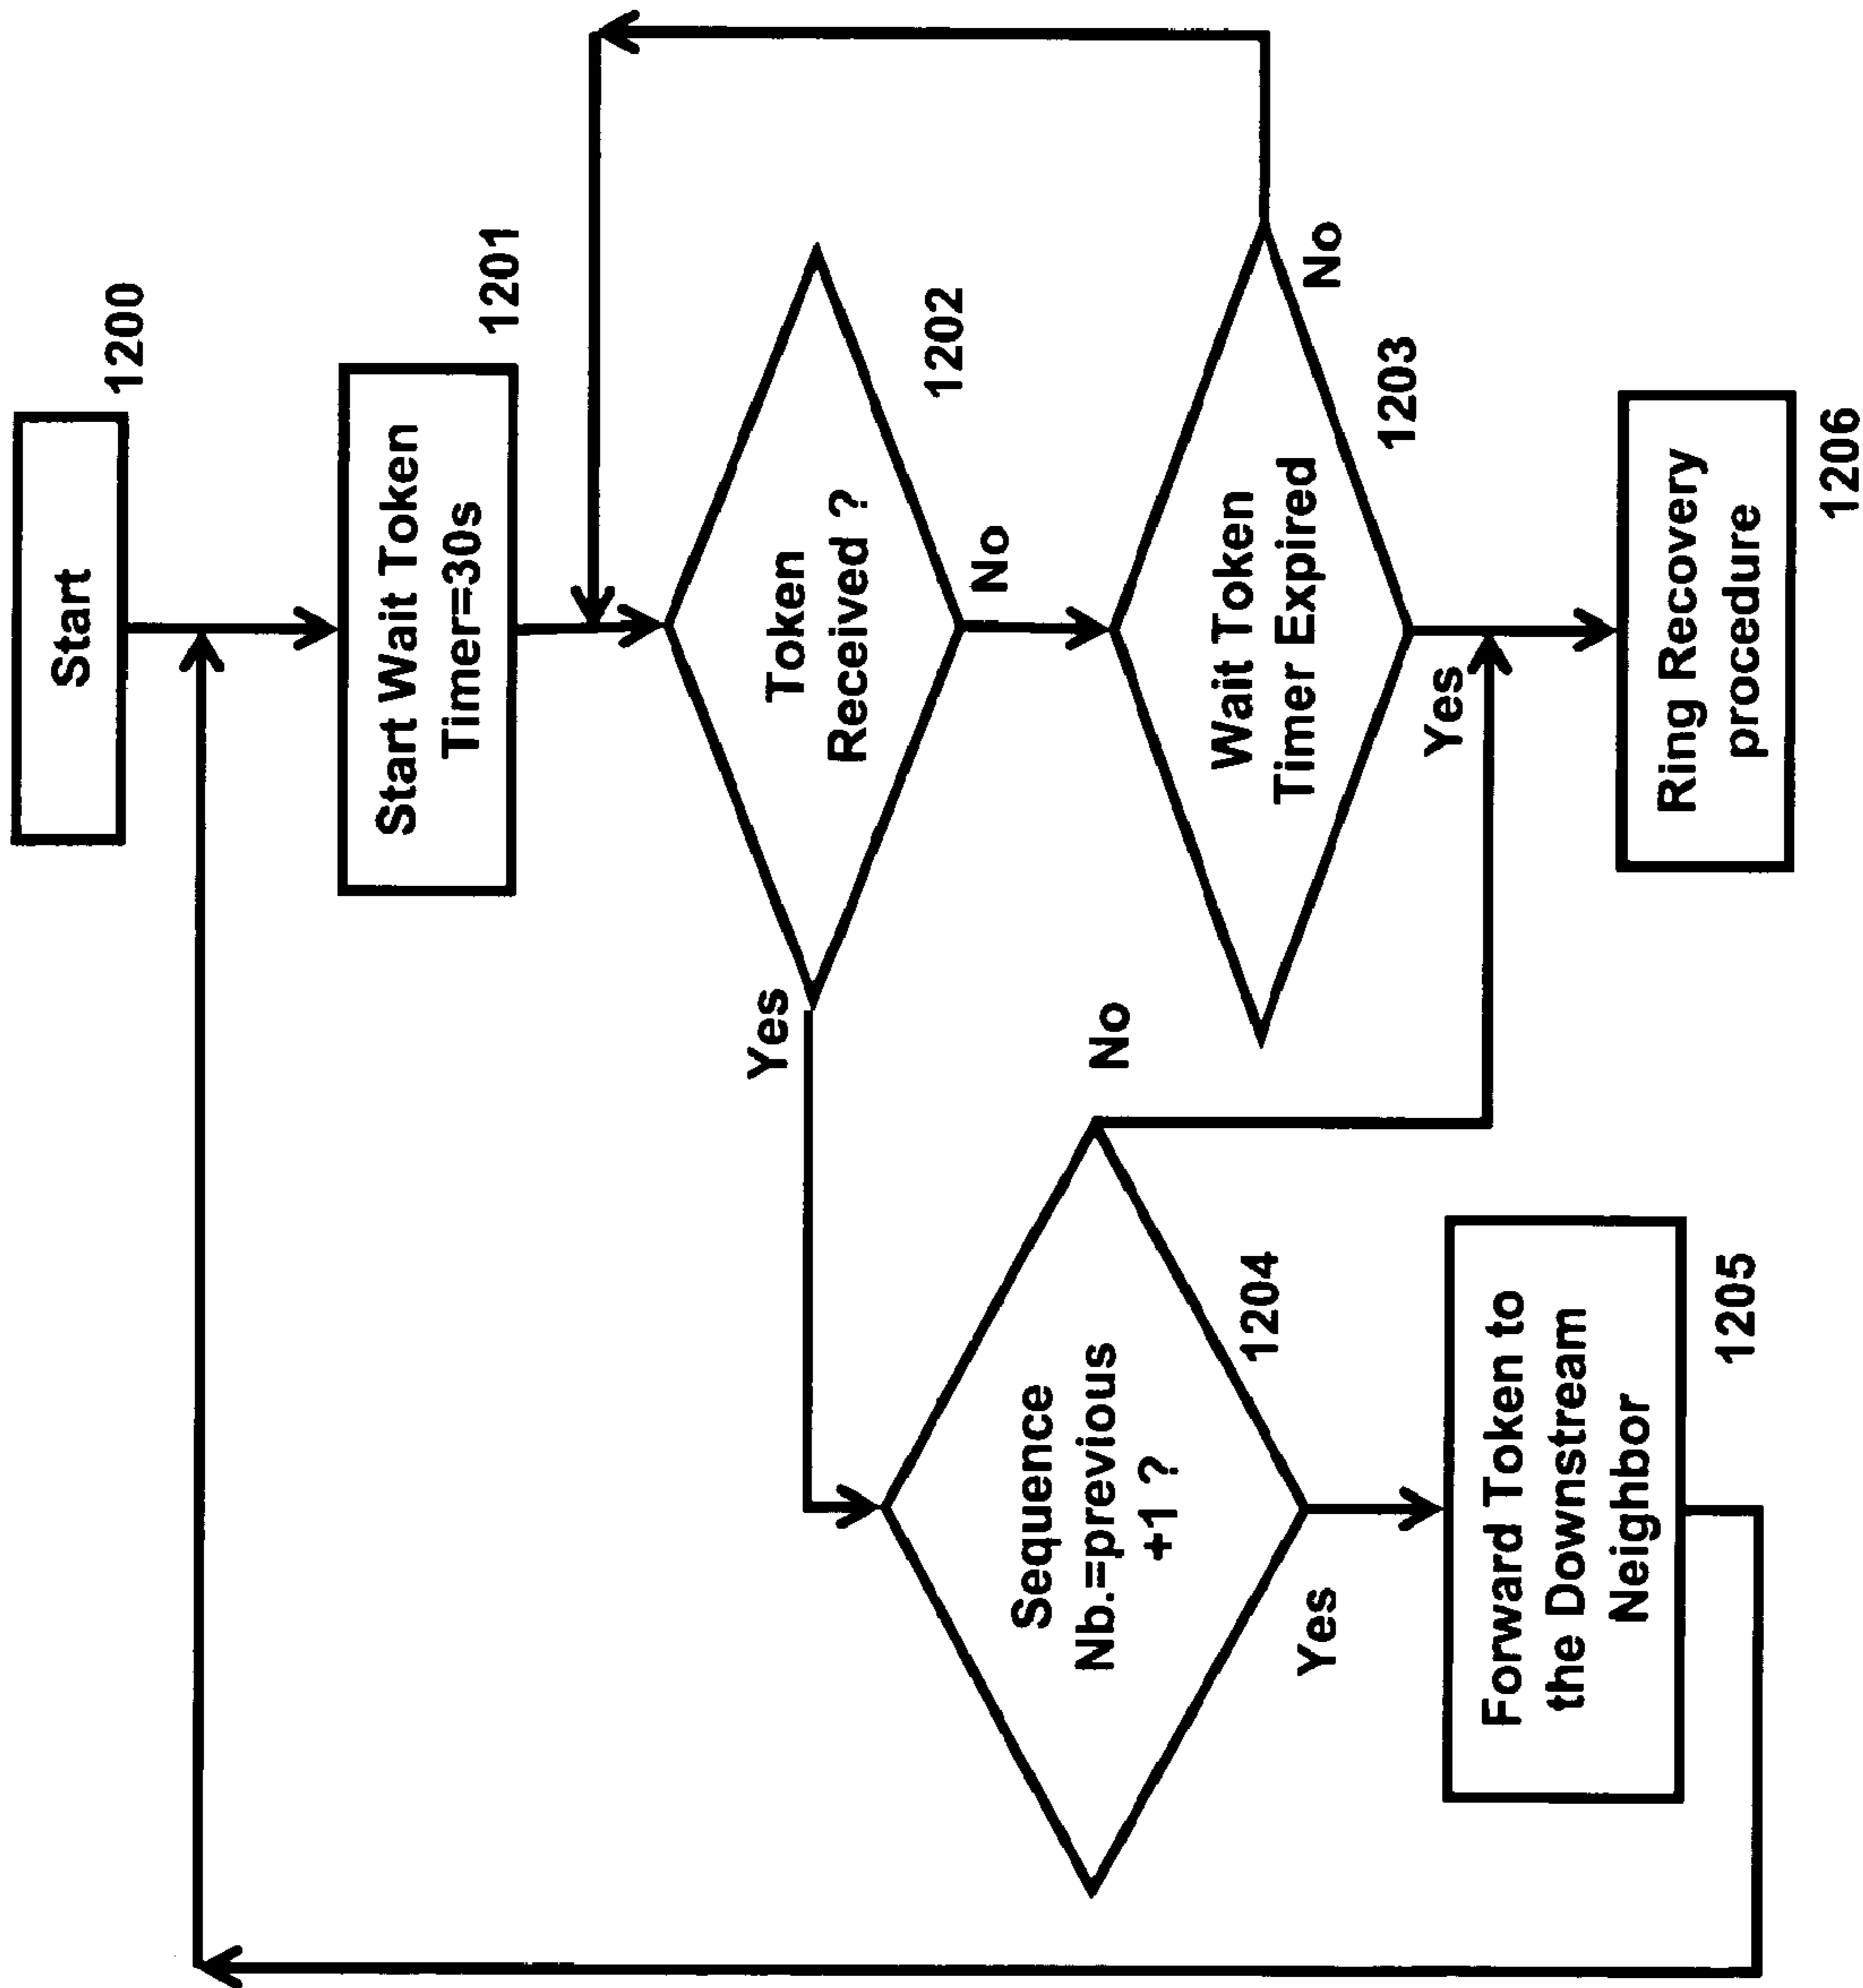 Start
1200
Start Wait Token
Timer=30s
1201
Token
Received ?
1202
Yes
No
Wait Token
Timer Expired
1203
No
Yes
Sequence
Nb.=previous
+1 ?
1204
No
Yes
Forward Token to
the Downstream
Neighbor
1205
Ring Recovery
procedure
1206